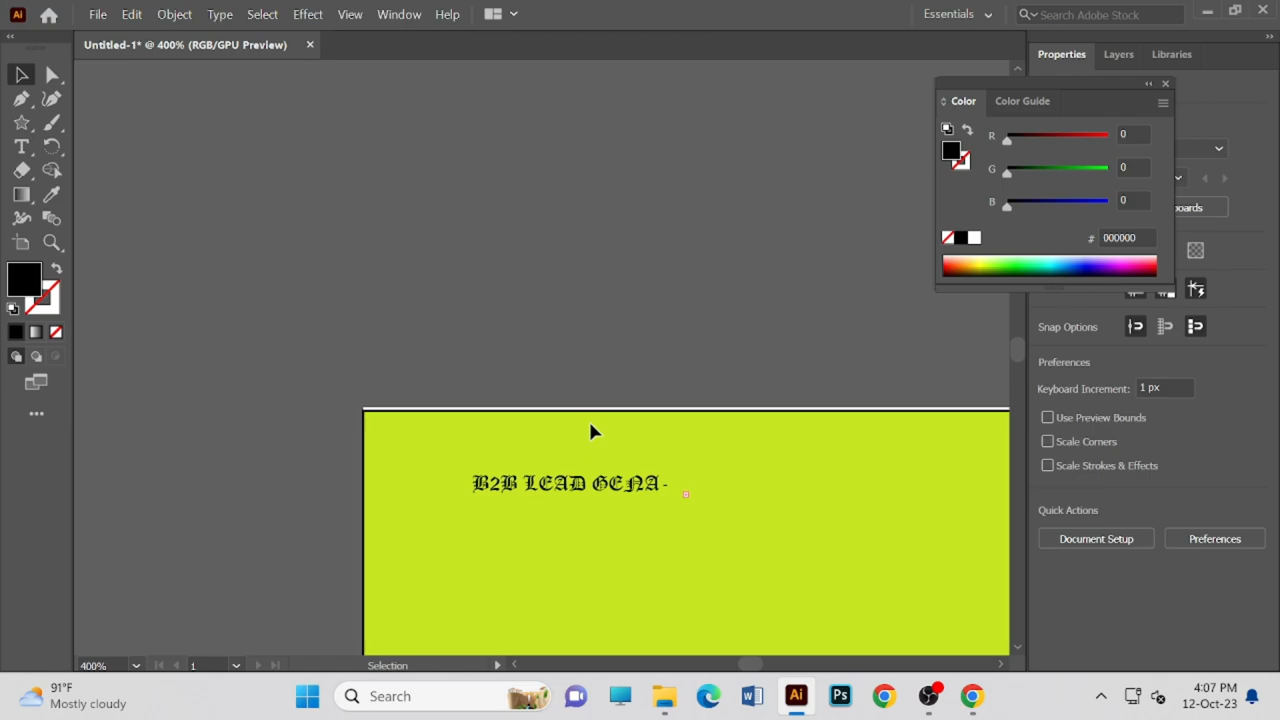 Ai File Edit Object Type Select Effect View Window Help Essentials Search Adobe Stock
Untitled-1* @ 400% (RGB/GPU Preview)
Properties Layers Libraries
Color Color Guide
R 0
G 0
B 0
# 000000
boards
Snap Options
Preferences
Keyboard Increment: 1 px
Use Preview Bounds
Scale Corners
Scale Strokes & Effects
Quick Actions
Document Setup Preferences
B2B LEAD GENA-
400% 1 Selection
91°F
Mostly cloudy
Search
W Ai Ps
4:07 PM
12-Oct-23